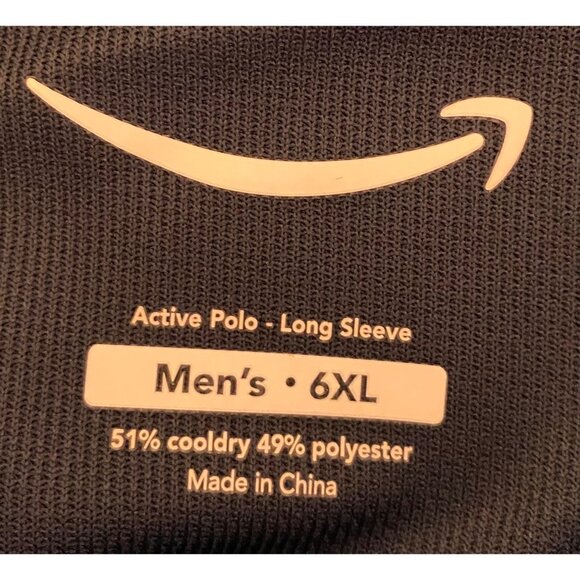 Active Polo - Long Sleeve
Men's • 6XL
51% cooldry 49% polyester
Made in China